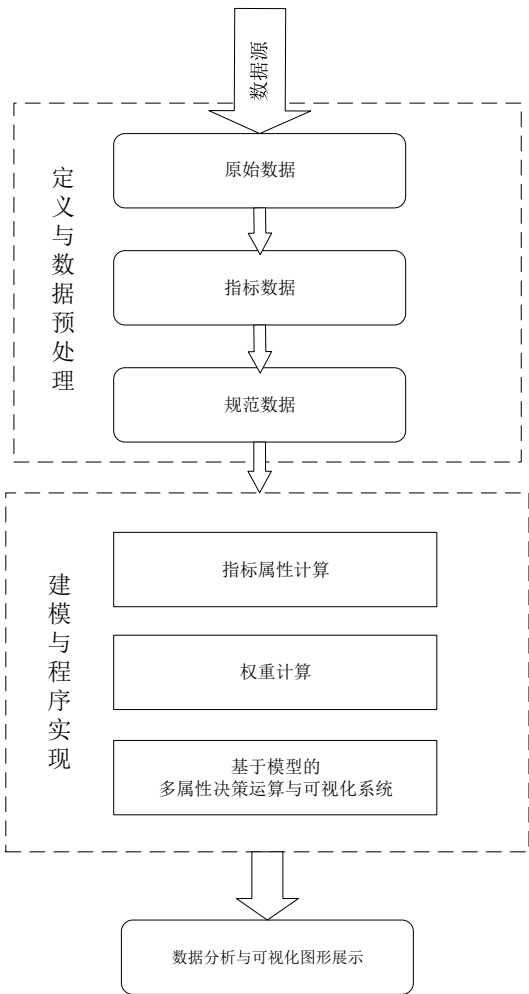 数据源
定义与数据预处理
原始数据
指标数据
规范数据
建模与程序实现
指标属性计算
权重计算
基于模型的
多属性决策运算与可视化系统
数据分析与可视化图形展示